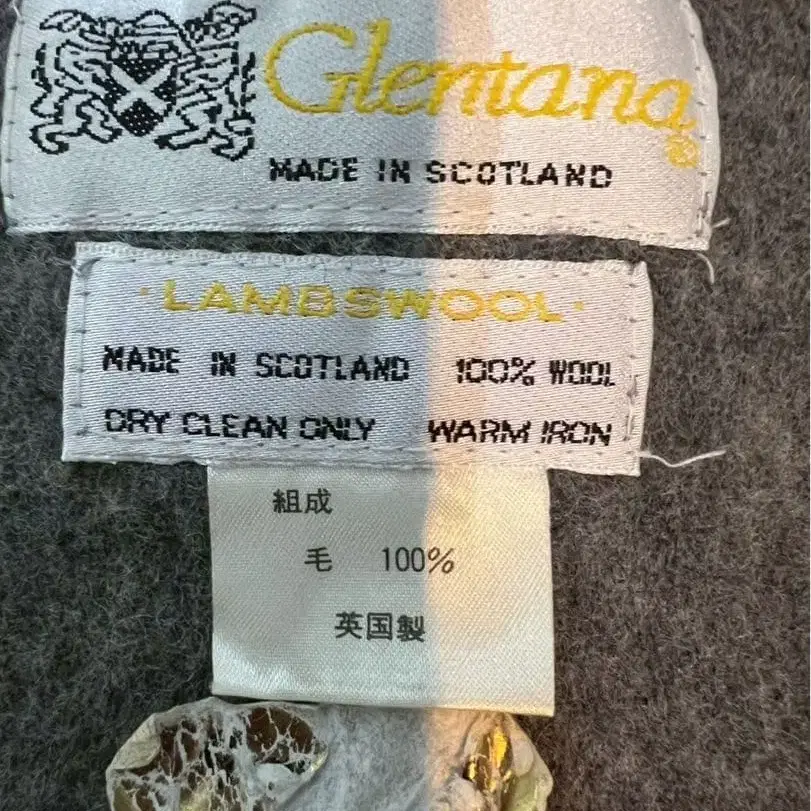 Glentana
®
MADE IN SCOTLAND
· LAMBSWOOL ·
MADE IN SCOTLAND 100% WOOL
DRY CLEAN ONLY WARM IRON
組成
毛 100%
英国製